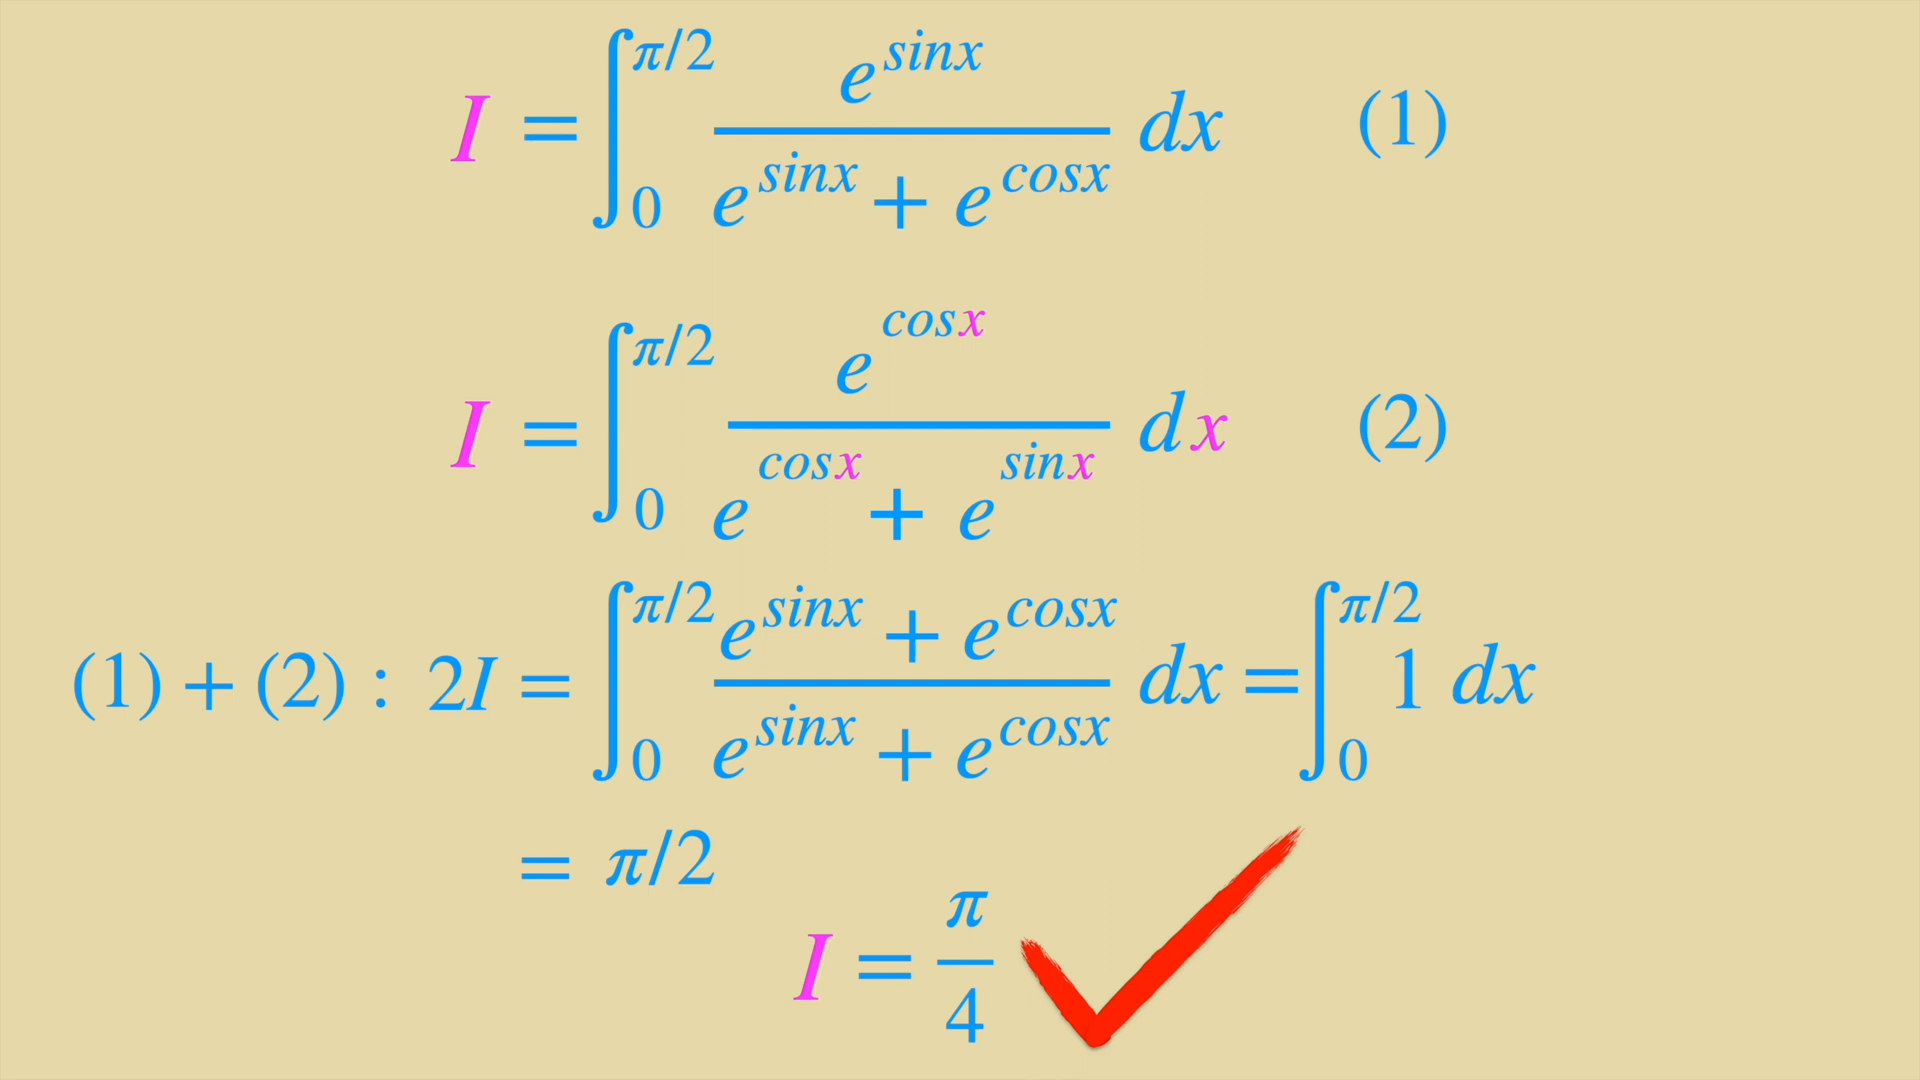 I = ∫₀^{π/2} e^{sinx} / (e^{sinx} + e^{cosx}) dx (1)
I = ∫₀^{π/2} e^{cosx} / (e^{cosx} + e^{sinx}) dx (2)
(1) + (2) : 2I = ∫₀^{π/2} (e^{sinx} + e^{cosx}) / (e^{sinx} + e^{cosx}) dx = ∫₀^{π/2} 1 dx
= π/2
I = π/4